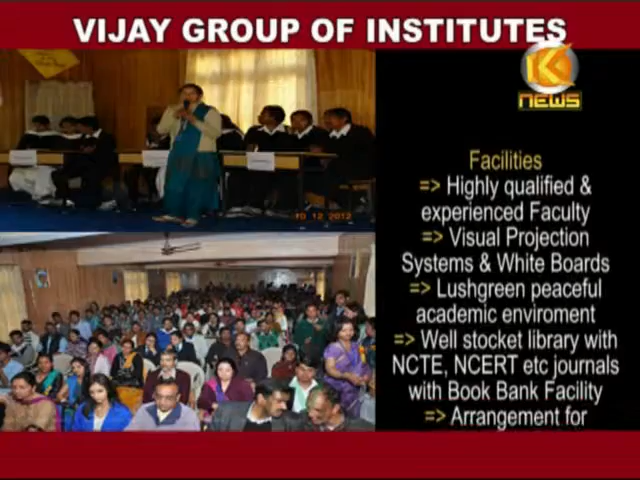 VIJAY GROUP OF INSTITUTES
K
NEWS
10 12 2012
Facilities
=> Highly qualified &
experienced Faculty
=> Visual Projection
Systems & White Boards
=> Lushgreen peaceful
academic enviroment
=> Well stocket library with
NCTE, NCERT etc journals
with Book Bank Facility
=> Arrangement for